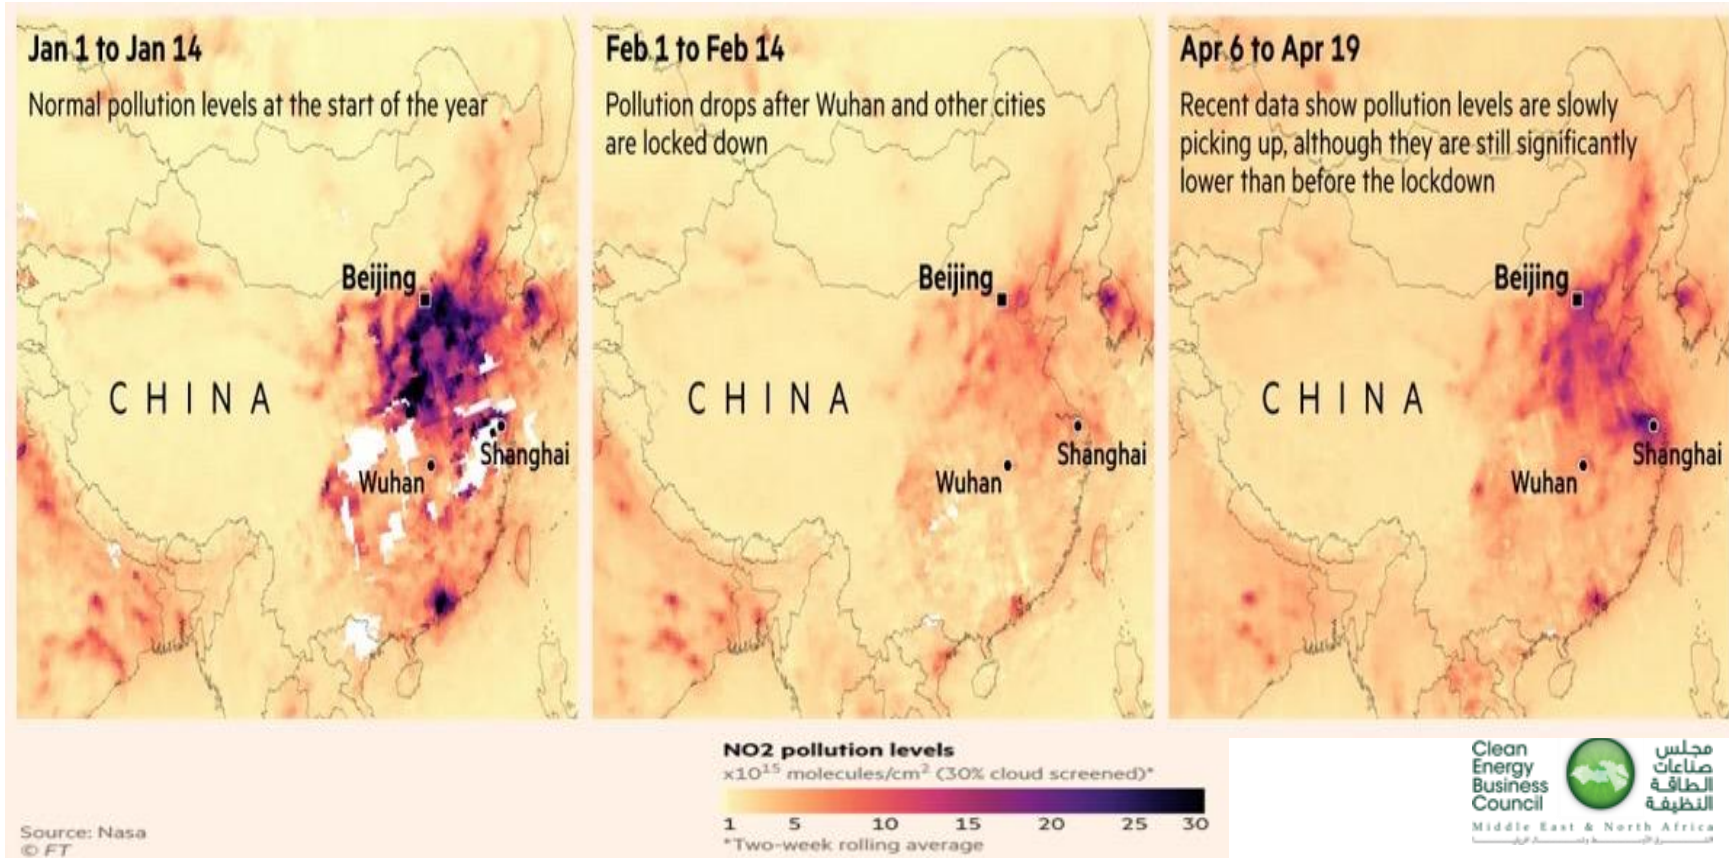 Jan 1 to Jan 14
Normal pollution levels at the start of the year
Beijing
CHINA
Shanghai
Wuhan
Feb 1 to Feb 14
Pollution drops after Wuhan and other cities
are locked down
Beijing
CHINA
Shanghai
Wuhan
Apr 6 to Apr 19
Recent data show pollution levels are slowly
picking up, although they are still significantly
lower than before the lockdown
Beijing
CHINA
Shanghai
Wuhan
NO2 pollution levels
x10¹⁵ molecules/cm² (30% cloud screened)*
1 5 10 15 20 25 30
*Two-week rolling average
Source: Nasa
© FT
Clean
Energy
Business
Council
مجلس
صناعات
الطاقة
النظيفة
Middle East & North Africa